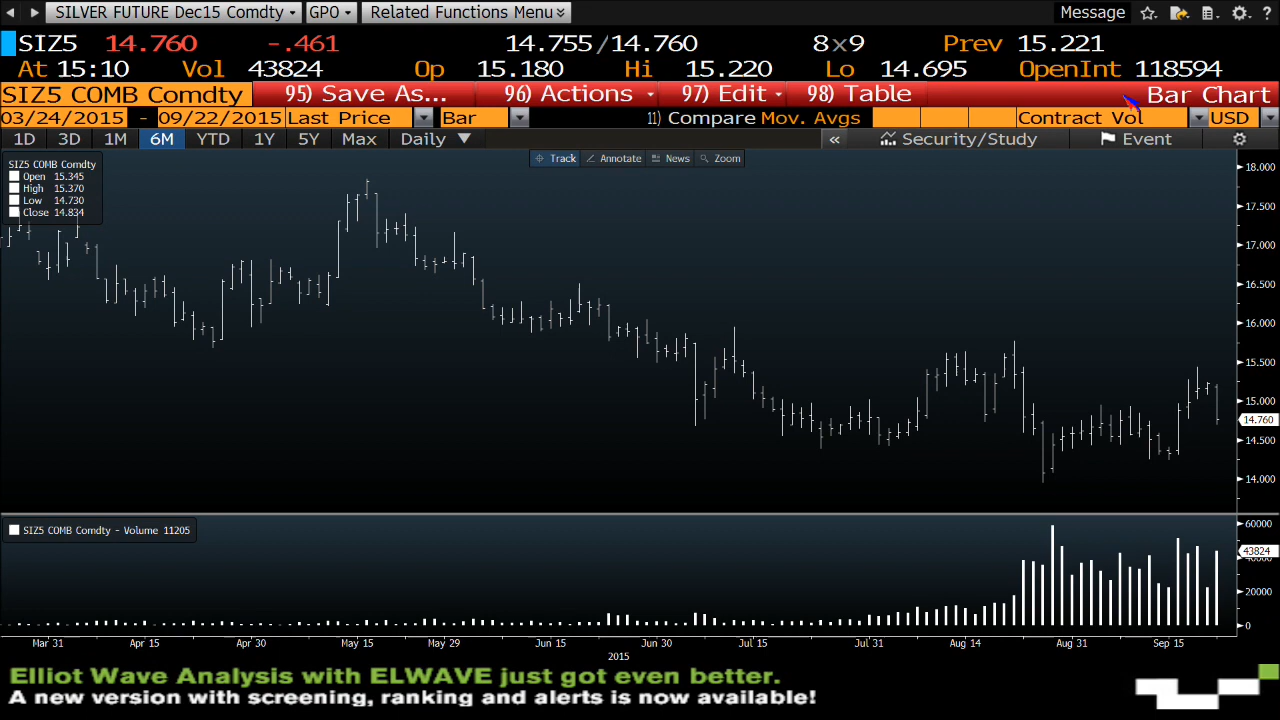 SILVER FUTURE Dec15 Comdty GPO Related Functions Menu Message
SIZ5 14.760 -.461 14.755/14.760 8x9 Prev 15.221
At 15:10 Vol 43824 Op 15.180 Hi 15.220 Lo 14.695 OpenInt 118594
SIZ5 COMB Comdty 95) Save As... 96) Actions 97) Edit 98) Table Bar Chart
03/24/2015 - 09/22/2015 Last Price Bar 11) Compare Mov. Avgs Contract Vol USD
1D 3D 1M 6M YTD 1Y 5Y Max Daily « Security/Study Event
Track Annotate News Zoom
SIZ5 COMB Comdty
Open 15.345
High 15.370
Low 14.730
Close 14.834
18.000
17.500
17.000
16.500
16.000
15.500
15.000
14.760
14.500
14.000
SIZ5 COMB Comdty - Volume 11205
60000
43824
40000
20000
0
Mar 31 Apr 15 Apr 30 May 15 May 29 Jun 15 Jun 30 Jul 15 Jul 31 Aug 14 Aug 31 Sep 15
2015
Elliot Wave Analysis with ELWAVE just got even better.
A new version with screening, ranking and alerts is now available!